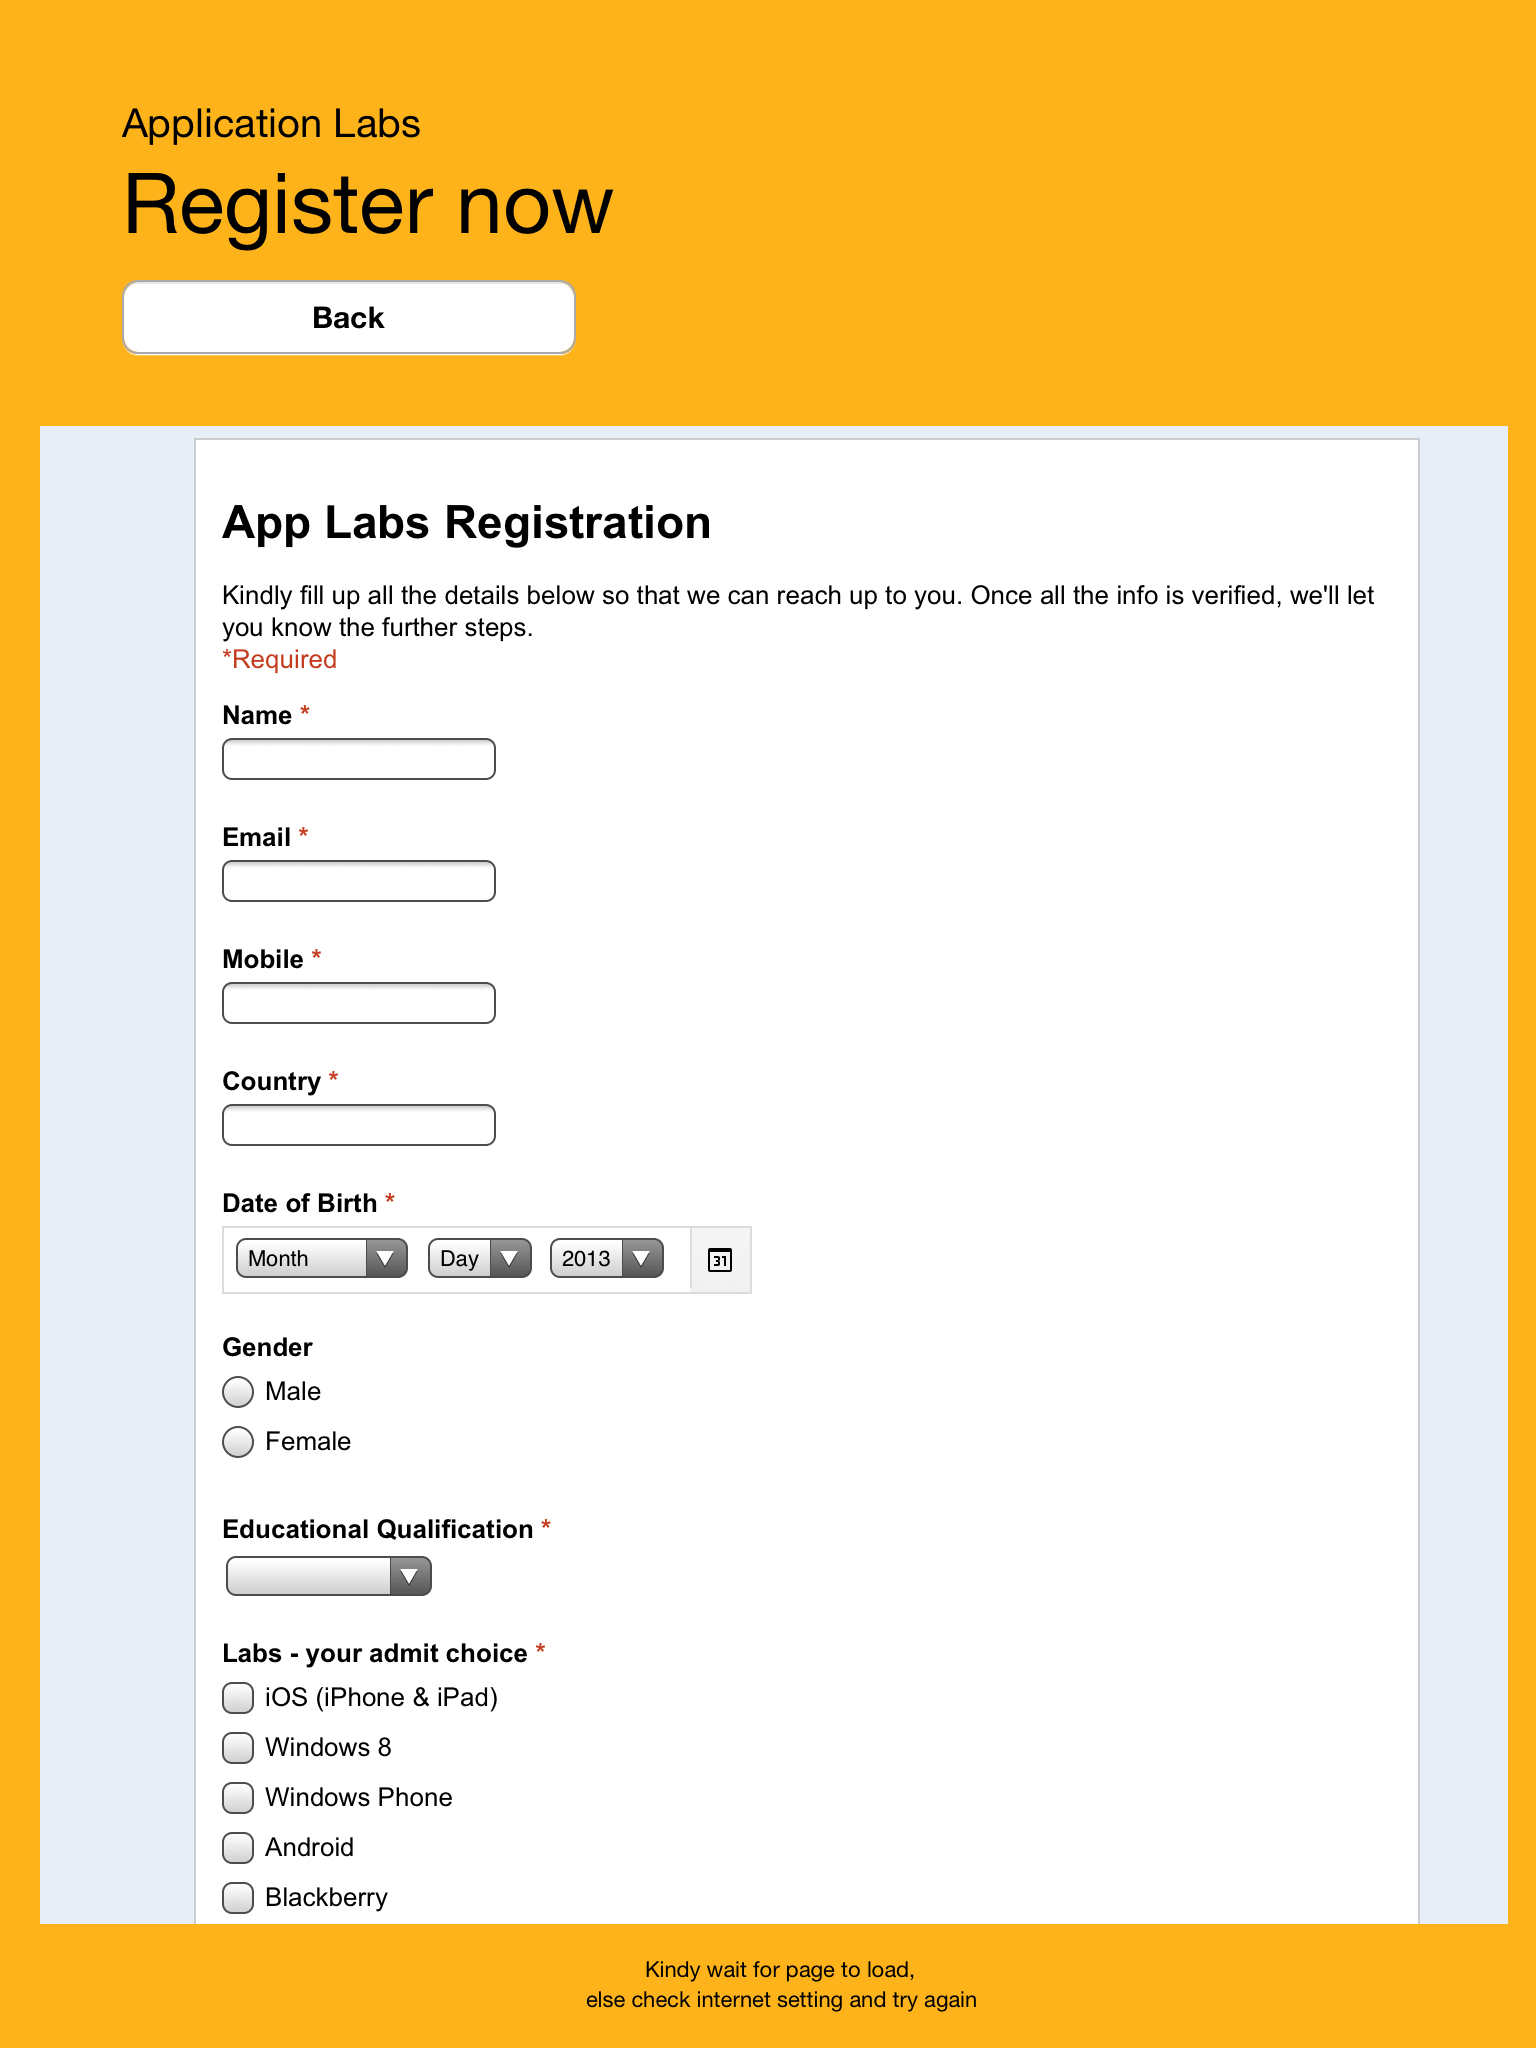 Application Labs
Register now
Back
App Labs Registration
Kindly fill up all the details below so that we can reach up to you. Once all the info is verified, we'll let
you know the further steps.
*Required
Name *
Email *
Mobile *
Country *
Date of Birth *
Month Day 2013 31
Gender
Male
Female
Educational Qualification *
Labs - your admit choice *
iOS (iPhone & iPad)
Windows 8
Windows Phone
Android
Blackberry
Kindy wait for page to load,
else check internet setting and try again